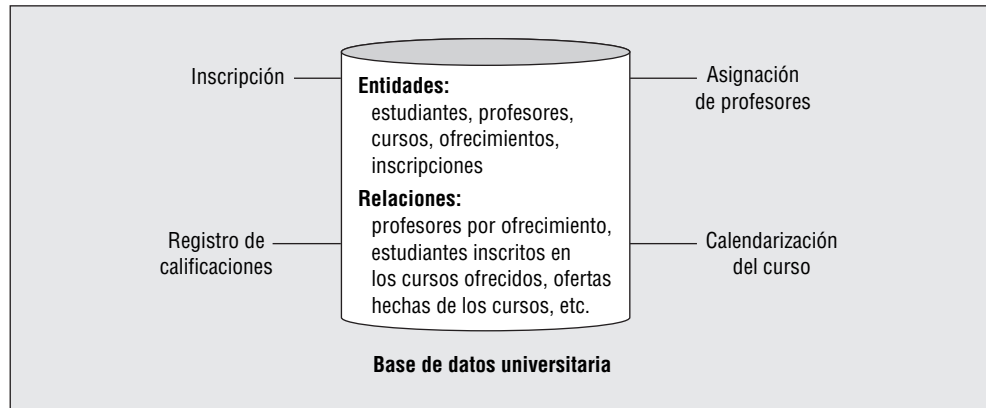 Inscripción
Registro de
calificaciones
Entidades:
estudiantes, profesores,
cursos, ofrecimientos,
inscripciones
Relaciones:
profesores por ofrecimiento,
estudiantes inscritos en
los cursos ofrecidos, ofertas
hechas de los cursos, etc.
Asignación
de profesores
Calendarización
del curso
Base de datos universitaria